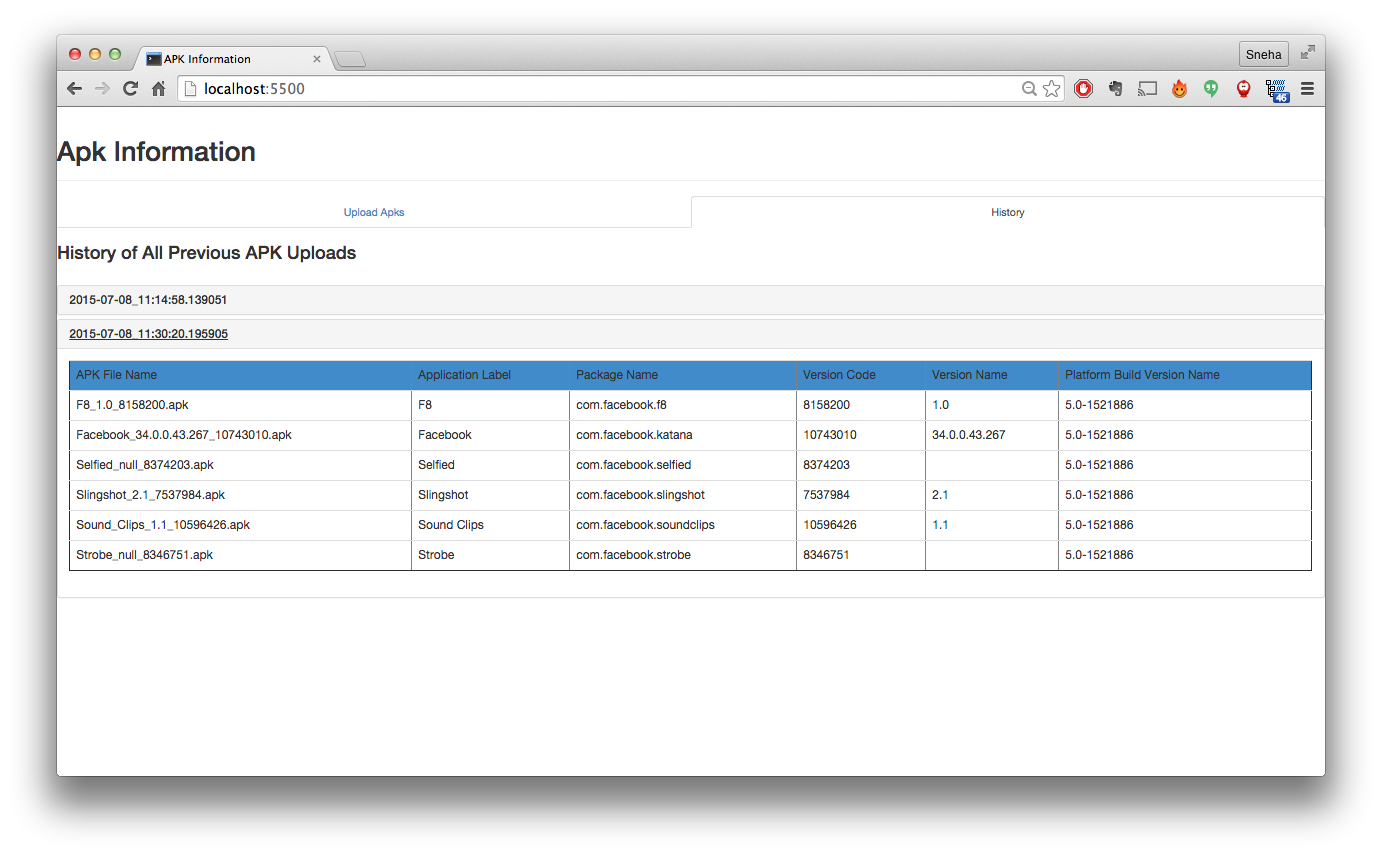 APK Information
Sneha
localhost:5500
46
Apk Information
Upload Apks History
History of All Previous APK Uploads
2015-07-08_11:14:58.139051
2015-07-08_11:30:20.195905
APK File Name Application Label Package Name Version Code Version Name Platform Build Version Name
F8_1.0_8158200.apk F8 com.facebook.f8 8158200 1.0 5.0-1521886
Facebook_34.0.0.43.267_10743010.apk Facebook com.facebook.katana 10743010 34.0.0.43.267 5.0-1521886
Selfied_null_8374203.apk Selfied com.facebook.selfied 8374203 5.0-1521886
Slingshot_2.1_7537984.apk Slingshot com.facebook.slingshot 7537984 2.1 5.0-1521886
Sound_Clips_1.1_10596426.apk Sound Clips com.facebook.soundclips 10596426 1.1 5.0-1521886
Strobe_null_8346751.apk Strobe com.facebook.strobe 8346751 5.0-1521886